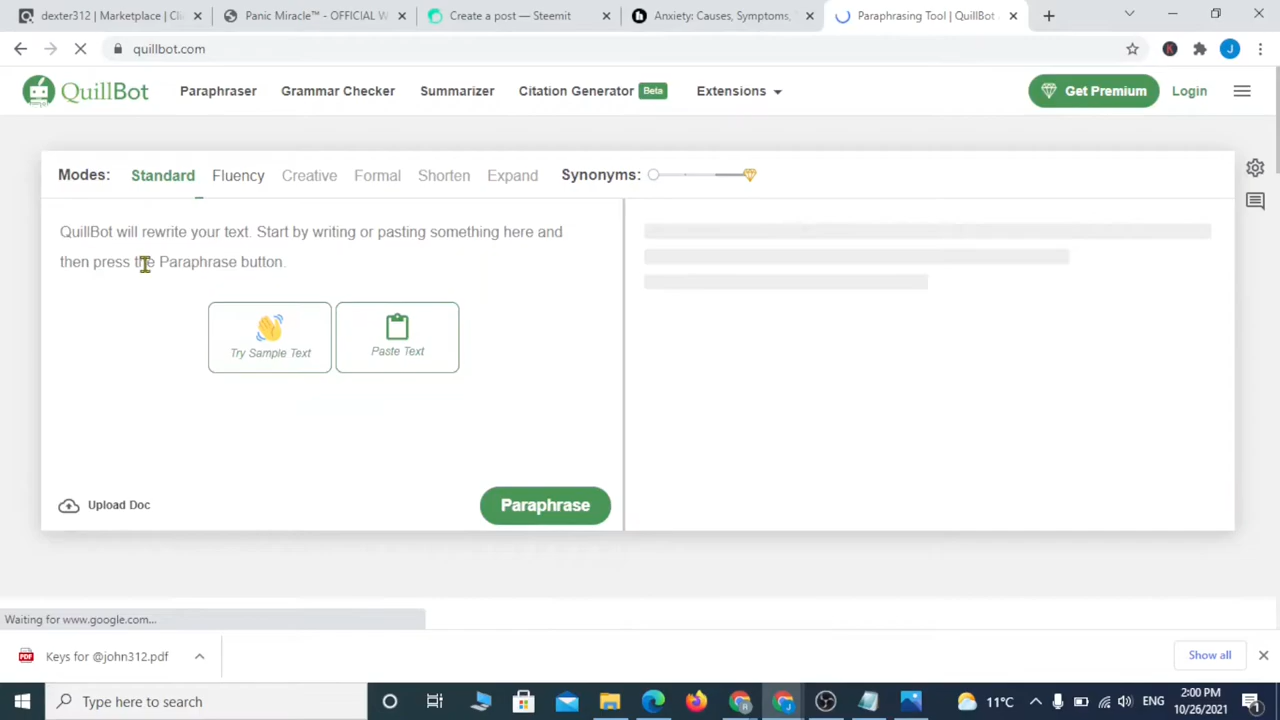 dexter312 | Marketplace | Cli
Panic Miracle™ - OFFICIAL W
Create a post — Steemit
Anxiety: Causes, Symptoms,
Paraphrasing Tool | QuillBot
quillbot.com
K
J
QuillBot
Paraphraser
Grammar Checker
Summarizer
Citation Generator Beta
Extensions
Get Premium
Login
Modes: Standard Fluency Creative Formal Shorten Expand Synonyms:
QuillBot will rewrite your text. Start by writing or pasting something here and
then press the Paraphrase button.
Try Sample Text
Paste Text
Upload Doc
Paraphrase
Waiting for www.google.com...
PDF
Keys for @john312.pdf
Show all
Type here to search
R
J
11°C
ENG
2:00 PM
10/26/2021
1